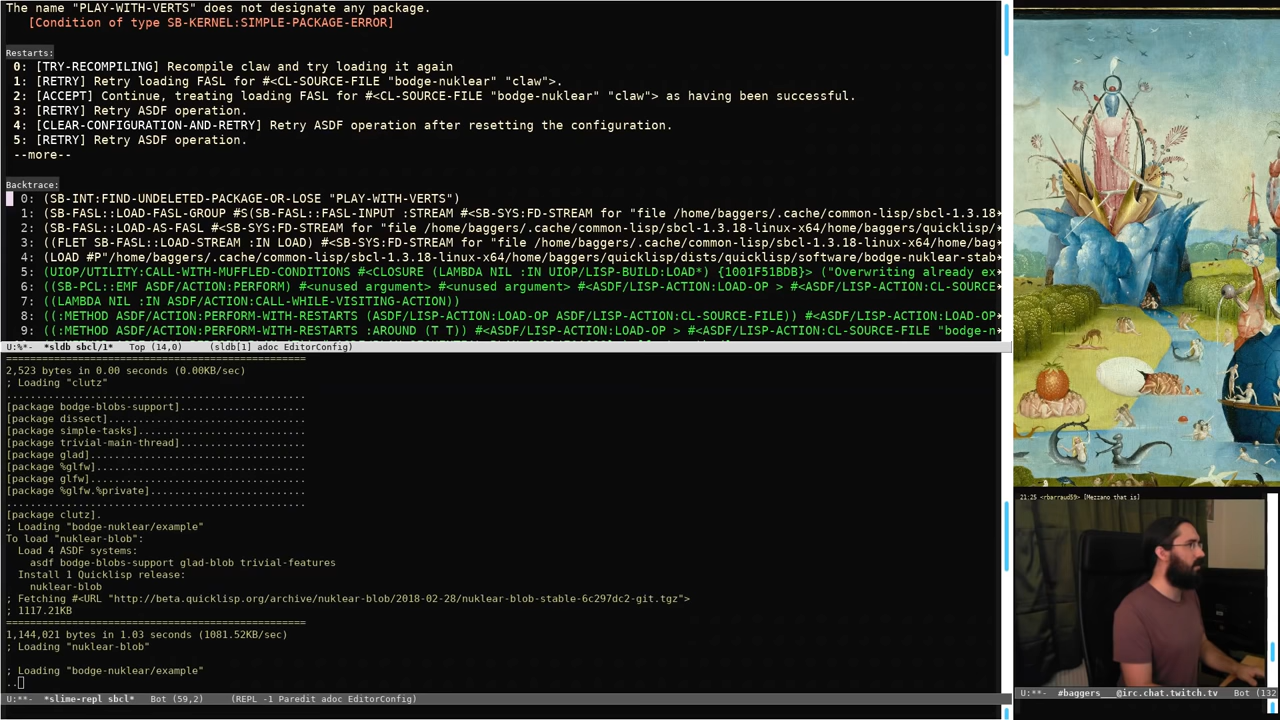 The name "PLAY-WITH-VERTS" does not designate any package.
[Condition of type SB-KERNEL:SIMPLE-PACKAGE-ERROR]
Restarts:
0: [TRY-RECOMPILING] Recompile claw and try loading it again
1: [RETRY] Retry loading FASL for #<CL-SOURCE-FILE "bodge-nuklear" "claw">.
2: [ACCEPT] Continue, treating loading FASL for #<CL-SOURCE-FILE "bodge-nuklear" "claw"> as having been successful.
3: [RETRY] Retry ASDF operation.
4: [CLEAR-CONFIGURATION-AND-RETRY] Retry ASDF operation after resetting the configuration.
5: [RETRY] Retry ASDF operation.
--more--
Backtrace:
0: (SB-INT:FIND-UNDELETED-PACKAGE-OR-LOSE "PLAY-WITH-VERTS")
1: (SB-FASL::LOAD-FASL-GROUP #S(SB-FASL::FASL-INPUT :STREAM #<SB-SYS:FD-STREAM for "file /home/baggers/.cache/common-lisp/sbcl-1.3.18
2: (SB-FASL::LOAD-AS-FASL #<SB-SYS:FD-STREAM for "file /home/baggers/.cache/common-lisp/sbcl-1.3.18-linux-x64/home/baggers/quicklisp/
3: ((FLET SB-FASL::LOAD-STREAM :IN LOAD) #<SB-SYS:FD-STREAM for "file /home/baggers/.cache/common-lisp/sbcl-1.3.18-linux-x64/home/bag
4: (LOAD #P"/home/baggers/.cache/common-lisp/sbcl-1.3.18-linux-x64/home/baggers/quicklisp/dists/quicklisp/software/bodge-nuklear-stab
5: (UIOP/UTILITY:CALL-WITH-MUFFLED-CONDITIONS #<CLOSURE (LAMBDA NIL :IN UIOP/LISP-BUILD:LOAD*) {1001F51BDB}> ("Overwriting already ex
6: ((SB-PCL::EMF ASDF/ACTION:PERFORM) #<unused argument> #<unused argument> #<ASDF/LISP-ACTION:LOAD-OP > #<ASDF/LISP-ACTION:CL-SOURCE
7: ((LAMBDA NIL :IN ASDF/ACTION:CALL-WHILE-VISITING-ACTION))
8: ((:METHOD ASDF/ACTION:PERFORM-WITH-RESTARTS (ASDF/LISP-ACTION:LOAD-OP ASDF/LISP-ACTION:CL-SOURCE-FILE)) #<ASDF/LISP-ACTION:LOAD-OP
9: ((:METHOD ASDF/ACTION:PERFORM-WITH-RESTARTS :AROUND (T T)) #<ASDF/LISP-ACTION:LOAD-OP > #<ASDF/LISP-ACTION:CL-SOURCE-FILE "bodge-n
U:%*-  *sldb sbcl/1*   Top (14,0)     (sldb[1] adoc EditorConfig)
==================================================
2,523 bytes in 0.00 seconds (0.00KB/sec)
; Loading "clutz"
..................................................
[package bodge-blobs-support].....................
[package dissect].................................
[package simple-tasks]............................
[package trivial-main-thread].....................
[package glad]....................................
[package %glfw]...................................
[package glfw]....................................
[package %glfw.%private]..........................
..................................................
[package clutz].
; Loading "bodge-nuklear/example"
To load "nuklear-blob":
Load 4 ASDF systems:
asdf bodge-blobs-support glad-blob trivial-features
Install 1 Quicklisp release:
nuklear-blob
; Fetching #<URL "http://beta.quicklisp.org/archive/nuklear-blob/2018-02-28/nuklear-blob-stable-6c297dc2-git.tgz">
; 1117.21KB
==================================================
1,144,021 bytes in 1.03 seconds (1081.52KB/sec)
; Loading "nuklear-blob"
; Loading "bodge-nuklear/example"
..
U:**-  *slime-repl sbcl*   Bot (59,2)     (REPL -1 Paredit adoc EditorConfig)
21:25 <rbarraud59> [Mezzano that is]
U:**-  #baggers___@irc.chat.twitch.tv   Bot (132